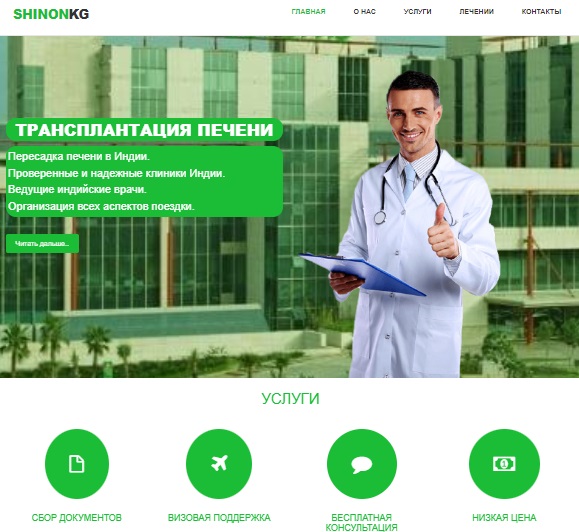 SHINONKG
ГЛАВНАЯ О НАС УСЛУГИ ЛЕЧЕНИИ КОНТАКТЫ
ТРАНСПЛАНТАЦИЯ ПЕЧЕНИ
Пересадка печени в Индии.
Проверенные и надежные клиники Индии.
Ведущие индийские врачи.
Организация всех аспектов поездки.
Читать дальше..
УСЛУГИ
СБОР ДОКУМЕНТОВ ВИЗОВАЯ ПОДДЕРЖКА БЕСПЛАТНАЯ НИЗКАЯ ЦЕНА
КОНСУЛЬТАЦИЯ